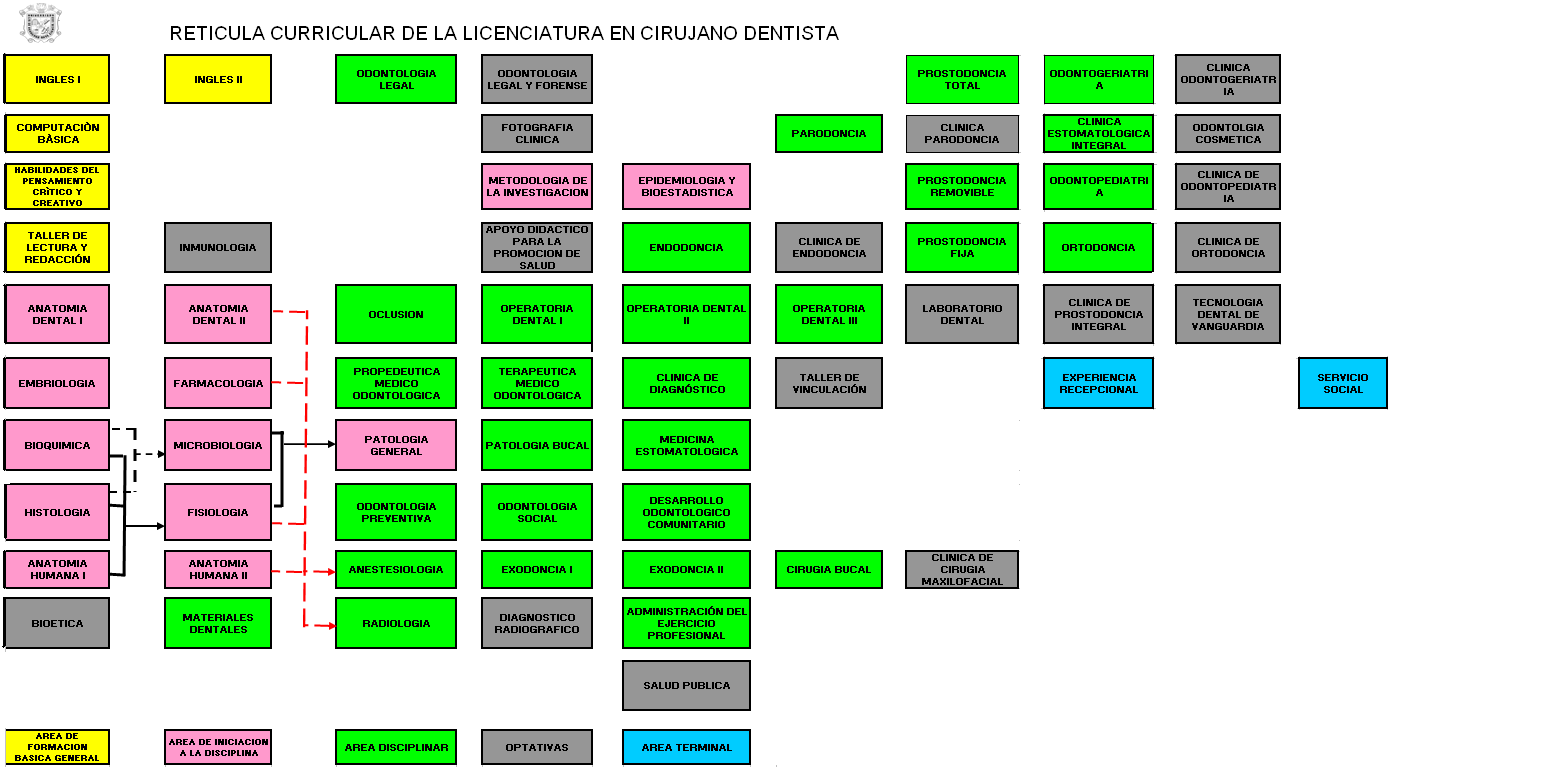 RETICULA CURRICULAR DE LA LICENCIATURA EN CIRUJANO DENTISTA
INGLES I
INGLES II
ODONTOLOGIA
LEGAL
ODONTOLOGIA
LEGAL Y FORENSE
PROSTODONCIA
TOTAL
ODONTOGERIATRI
A
CLINICA
ODONTOGERIATR
IA
COMPUTACIÒN
BÀSICA
FOTOGRAFIA
CLINICA
PARODONCIA
CLINICA
PARODONCIA
CLINICA
ESTOMATOLOGICA
INTEGRAL
ODONTOLGIA
COSMETICA
HABILIDADES DEL
PENSAMIENTO
CRÌTICO Y
CREATIVO
METODOLOGIA DE
LA INVESTIGACION
EPIDEMIOLOGIA Y
BIOESTADISTICA
PROSTODONCIA
REMOVIBLE
ODONTOPEDIATRI
A
CLINICA DE
ODONTOPEDIATR
IA
TALLER DE
LECTURA Y
REDACCIÓN
INMUNOLOGIA
APOYO DIDACTICO
PARA LA
PROMOCION DE
SALUD
ENDODONCIA
CLINICA DE
ENDODONCIA
PROSTODONCIA
FIJA
ORTODONCIA
CLINICA DE
ORTODONCIA
ANATOMIA
DENTAL I
ANATOMIA
DENTAL II
OCLUSION
OPERATORIA
DENTAL I
OPERATORIA DENTAL
II
OPERATORIA
DENTAL III
LABORATORIO
DENTAL
CLINICA DE
PROSTODONCIA
INTEGRAL
TECNOLOGIA
DENTAL DE
VANGUARDIA
EMBRIOLOGIA
FARMACOLOGIA
PROPEDEUTICA
MEDICO
ODONTOLOGICA
TERAPEUTICA
MEDICO
ODONTOLOGICA
CLINICA DE
DIAGNÓSTICO
TALLER DE
VINCULACIÓN
EXPERIENCIA
RECEPCIONAL
SERVICIO
SOCIAL
BIOQUIMICA
MICROBIOLOGIA
PATOLOGIA
GENERAL
PATOLOGIA BUCAL
MEDICINA
ESTOMATOLOGICA
HISTOLOGIA
FISIOLOGIA
ODONTOLOGIA
PREVENTIVA
ODONTOLOGIA
SOCIAL
DESARROLLO
ODONTOLOGICO
COMUNITARIO
ANATOMIA
HUMANA I
ANATOMIA
HUMANA II
ANESTESIOLOGIA
EXODONCIA I
EXODONCIA II
CIRUGIA BUCAL
CLINICA DE
CIRUGIA
MAXILOFACIAL
BIOETICA
MATERIALES
DENTALES
RADIOLOGIA
DIAGNOSTICO
RADIOGRAFICO
ADMINISTRACIÓN DEL
EJERCICIO
PROFESIONAL
SALUD PUBLICA
AREA DE
FORMACION
BASICA GENERAL
AREA DE INICIACION
A LA DISCIPLINA
AREA DISCIPLINAR
OPTATIVAS
AREA TERMINAL